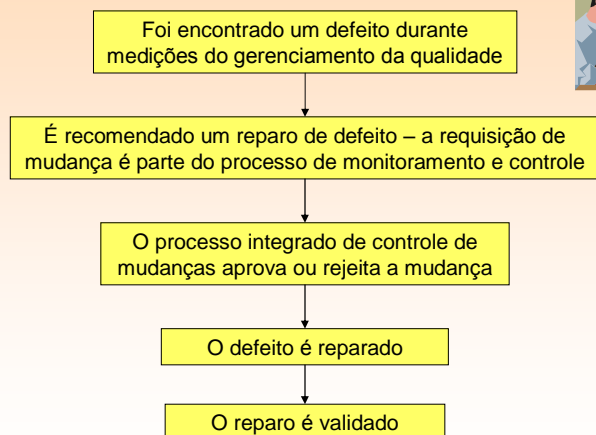 Foi encontrado um defeito durante
medições do gerenciamento da qualidade
É recomendado um reparo de defeito – a requisição de
mudança é parte do processo de monitoramento e controle
O processo integrado de controle de
mudanças aprova ou rejeita a mudança
O defeito é reparado
O reparo é validado